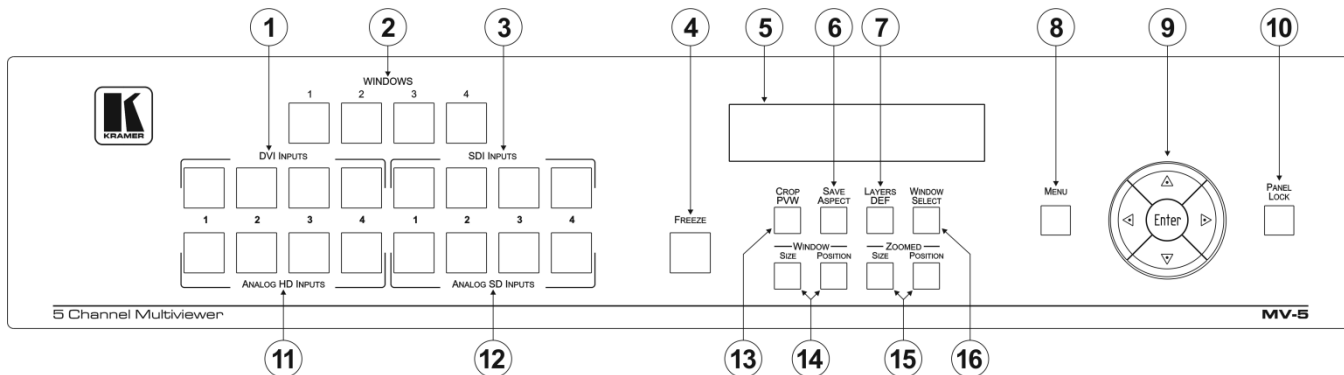 1 2 3 4 5 6 7 8 9 10
WINDOWS
1 2 3 4
KRAMER
DVI INPUTS SDI INPUTS
1 2 3 4 1 2 3 4
ANALOG HD INPUTS ANALOG SD INPUTS
FREEZE
CROP PVW
SAVE ASPECT
LAYERS DEF
WINDOW SELECT
WINDOW
SIZE POSITION
ZOOMED
SIZE POSITION
MENU
Enter
PANEL LOCK
5 Channel Multiviewer MV-5
11 12 13 14 15 16